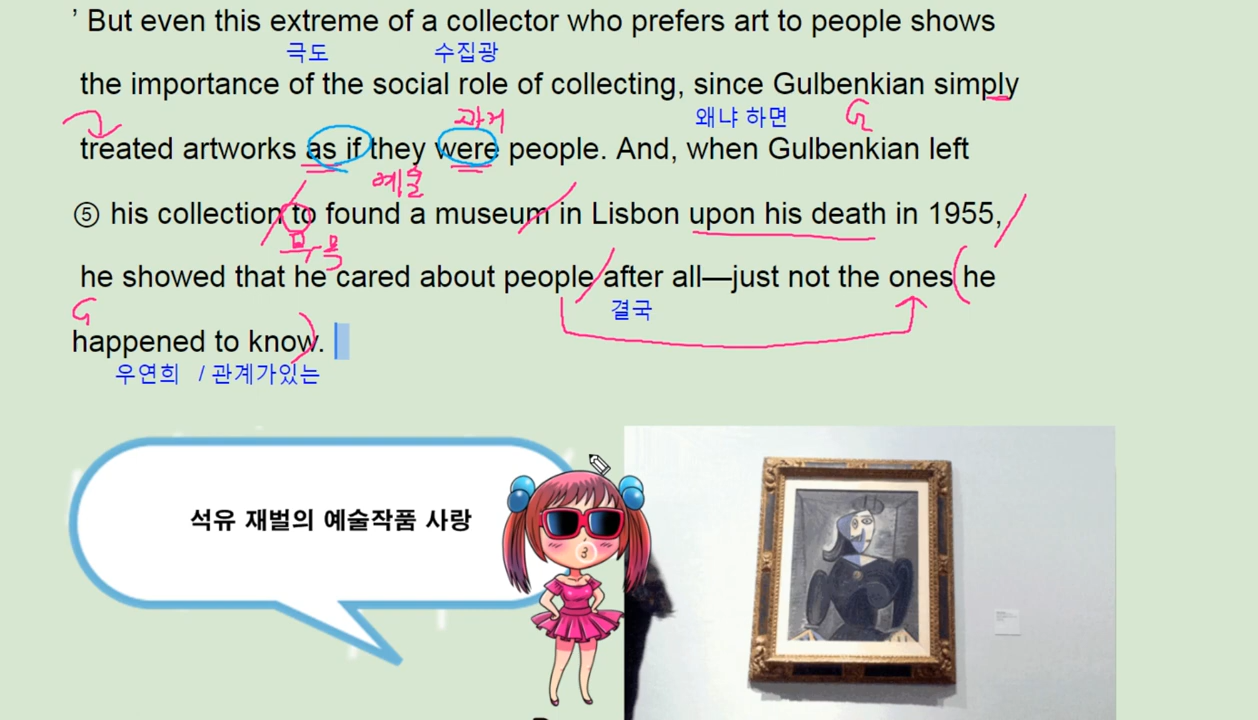 ’ But even this extreme of a collector who prefers art to people shows
극도 수집광
the importance of the social role of collecting, since Gulbenkian simply
과거 왜냐 하면
treated artworks as if they were people. And, when Gulbenkian left
예술
⑤ his collection to found a museum in Lisbon upon his death in 1955,
he showed that he cared about people after all—just not the ones he
결국
happened to know.
우연희 / 관계가있는
석유 재벌의 예술작품 사랑